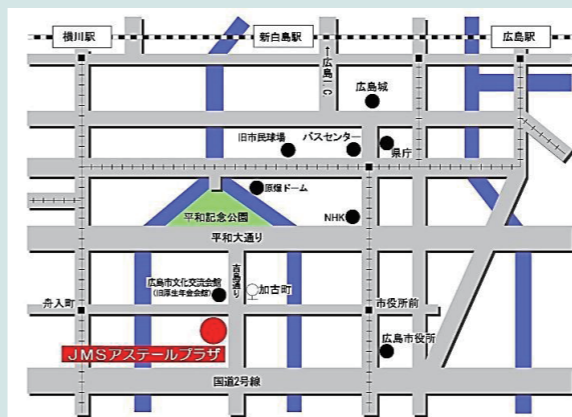 横川駅
新白島駅
広島駅
↑広島IC
広島城
旧市民球場
バスセンター
県庁
原爆ドーム
平和記念公園
NHK
平和大通り
吉島通り
広島市文化交流会館
(旧厚生年金会館)
加古町
舟入町
市役所前
JMSアステールプラザ
広島市役所
国道2号線